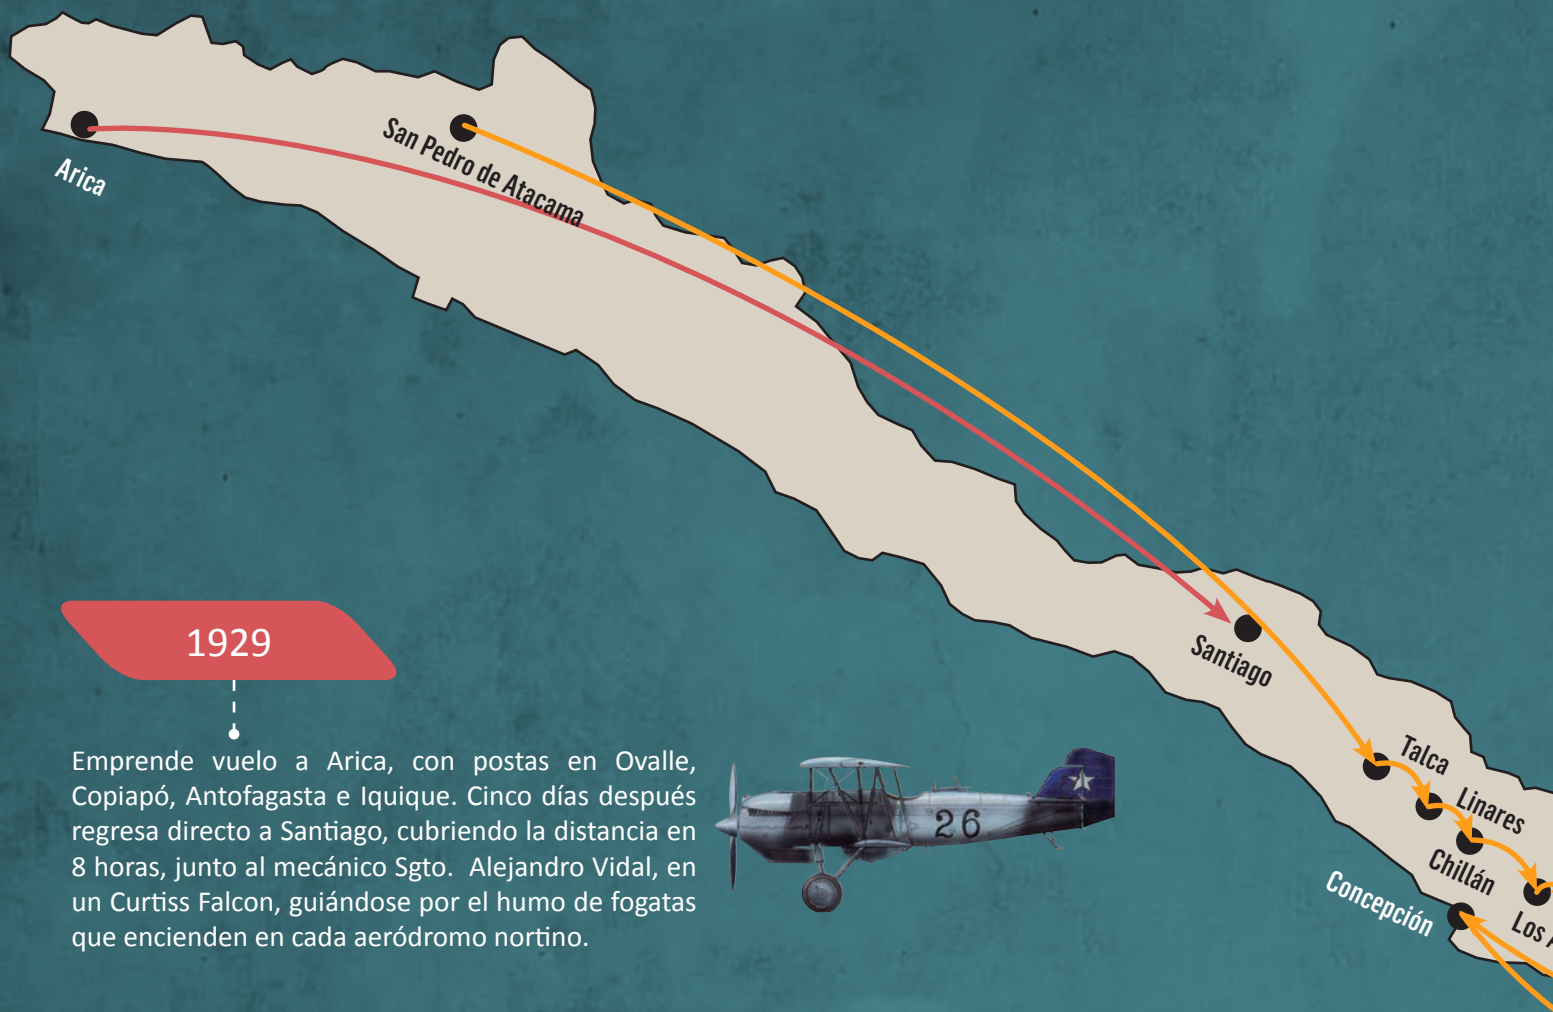 Arica
San Pedro de Atacama
Santiago
Talca
Linares
Chillán
Concepción
Los
1929
Emprende vuelo a Arica, con postas en Ovalle,
Copiapó, Antofagasta e Iquique. Cinco días después
regresa directo a Santiago, cubriendo la distancia en
8 horas, junto al mecánico Sgto. Alejandro Vidal, en
un Curtiss Falcon, guiándose por el humo de fogatas
que encienden en cada aeródromo nortino.
26